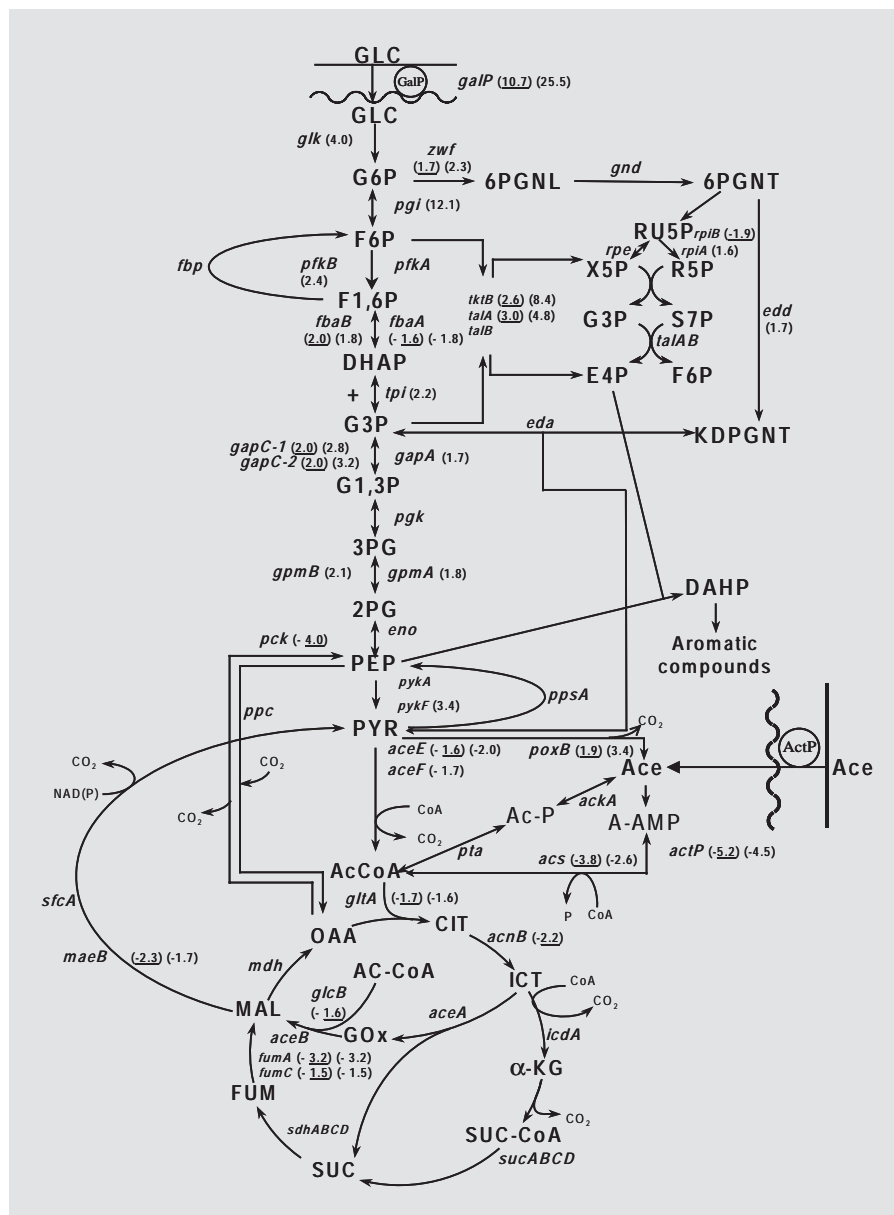 GLC
GalP
galP (10.7) (25.5)
GLC
glk (4.0)
zwf
(1.7) (2.3)
gnd
G6P
6PGNL
6PGNT
pgi (12.1)
RU5P
rpiB (-1.9)
rpe
rpiA (1.6)
F6P
fbp
pfkB
(2.4)
pfkA
X5P
R5P
F1,6P
tktB (2.6) (8.4)
talA (3.0) (4.8)
talB
fbaB
(2.0) (1.8)
fbaA
(- 1.6) (- 1.8)
G3P
S7P
edd
(1.7)
talAB
DHAP
E4P
F6P
+
tpi (2.2)
G3P
eda
KDPGNT
gapC-1 (2.0) (2.8)
gapC-2 (2.0) (3.2)
gapA (1.7)
G1,3P
pgk
3PG
gpmB (2.1)
gpmA (1.8)
DAHP
2PG
eno
Aromatic
compounds
pck (- 4.0)
PEP
pykA
ppsA
pykF (3.4)
ppc
PYR
CO2
aceE (- 1.6) (-2.0)
poxB (1.9) (3.4)
aceF (- 1.7)
ActP
Ace
Ace
CO2
CO2
NAD(P)
CO2
ackA
CoA
Ac-P
A-AMP
CO2
pta
acs (-3.8) (-2.6)
actP (-5.2) (-4.5)
AcCoA
sfcA
gltA (-1.7) (-1.6)
P
CoA
CIT
OAA
acnB (-2.2)
maeB (-2.3) (-1.7)
mdh
AC-CoA
ICT
CoA
glcB
(- 1.6)
CO2
MAL
aceA
aceB
GOx
icdA
fumA (- 3.2) (- 3.2)
fumC (- 1.5) (- 1.5)
α-KG
FUM
CO2
sdhABCD
SUC-CoA
sucABCD
SUC